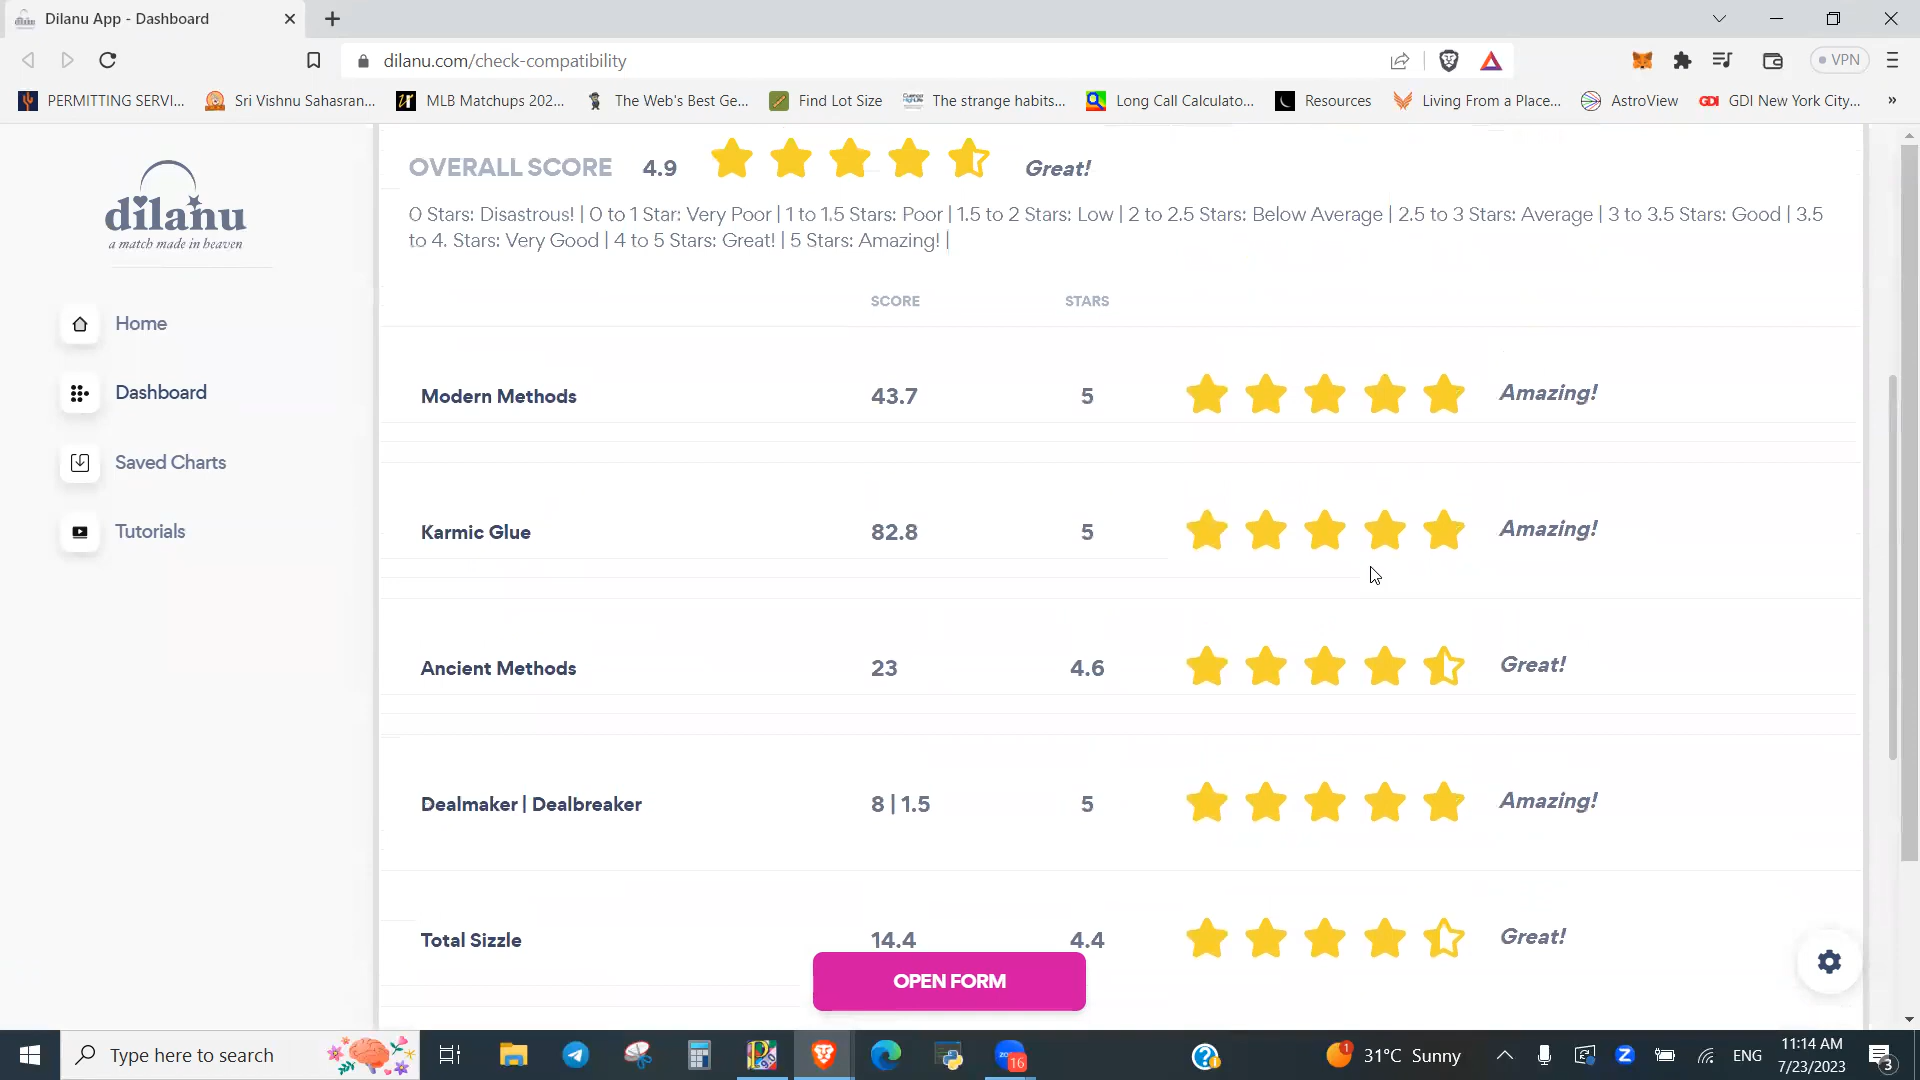 Dilanu App - Dashboard
dilanu.com/check-compatibility
VPN
PERMITTING SERVI...
Sri Vishnu Sahasran...
MLB Matchups 202...
The Web's Best Ge...
Find Lot Size
The strange habits...
Long Call Calculato...
Resources
Living From a Place...
AstroView
GDI
GDI New York City...
»
dilanu
a match made in heaven
Home
Dashboard
Saved Charts
Tutorials
OVERALL SCORE 4.9 Great!
0 Stars: Disastrous! | 0 to 1 Star: Very Poor | 1 to 1.5 Stars: Poor | 1.5 to 2 Stars: Low | 2 to 2.5 Stars: Below Average | 2.5 to 3 Stars: Average | 3 to 3.5 Stars: Good | 3.5
to 4. Stars: Very Good | 4 to 5 Stars: Great! | 5 Stars: Amazing! |
SCORE STARS
Modern Methods 43.7 5 Amazing!
Karmic Glue 82.8 5 Amazing!
Ancient Methods 23 4.6 Great!
Dealmaker | Dealbreaker 8 | 1.5 5 Amazing!
Total Sizzle 14.4 4.4 Great!
OPEN FORM
Type here to search
16
1
31°C Sunny
ENG
11:14 AM
7/23/2023
3